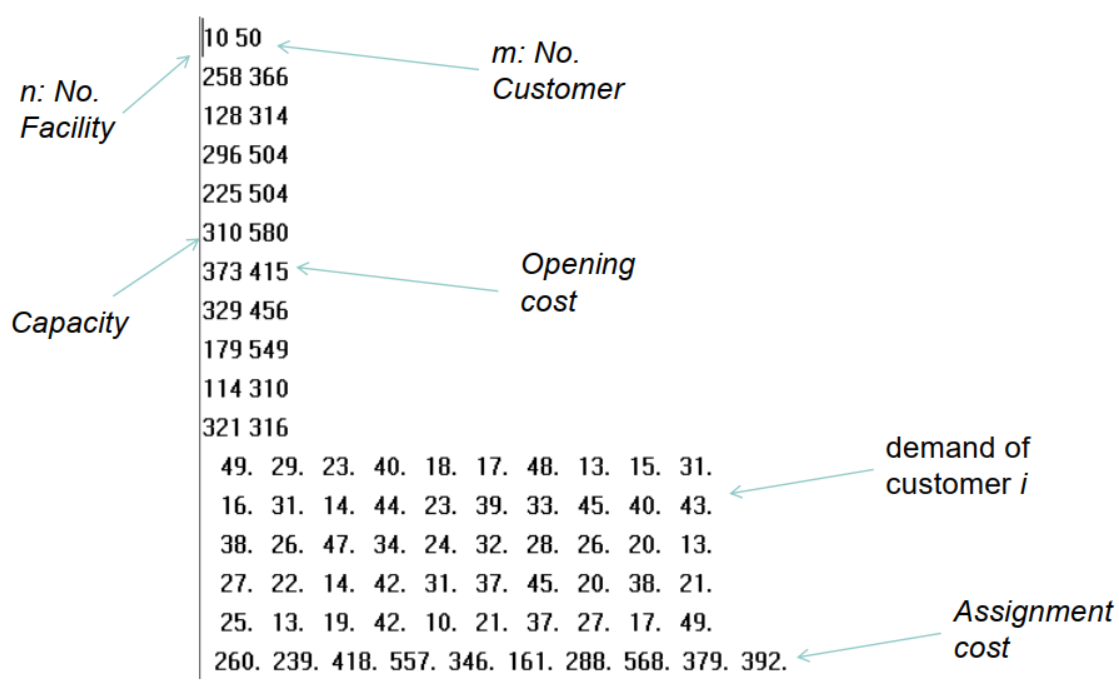 10 50
m: No.
Customer
n: No.
Facility
258 366
128 314
296 504
225 504
310 580
373 415
Opening
cost
Capacity
329 456
179 549
114 310
321 316
49. 29. 23. 40. 18. 17. 48. 13. 15. 31.
demand of
customer i
16. 31. 14. 44. 23. 39. 33. 45. 40. 43.
38. 26. 47. 34. 24. 32. 28. 26. 20. 13.
27. 22. 14. 42. 31. 37. 45. 20. 38. 21.
25. 13. 19. 42. 10. 21. 37. 27. 17. 49.
Assignment
cost
260. 239. 418. 557. 346. 161. 288. 568. 379. 392.